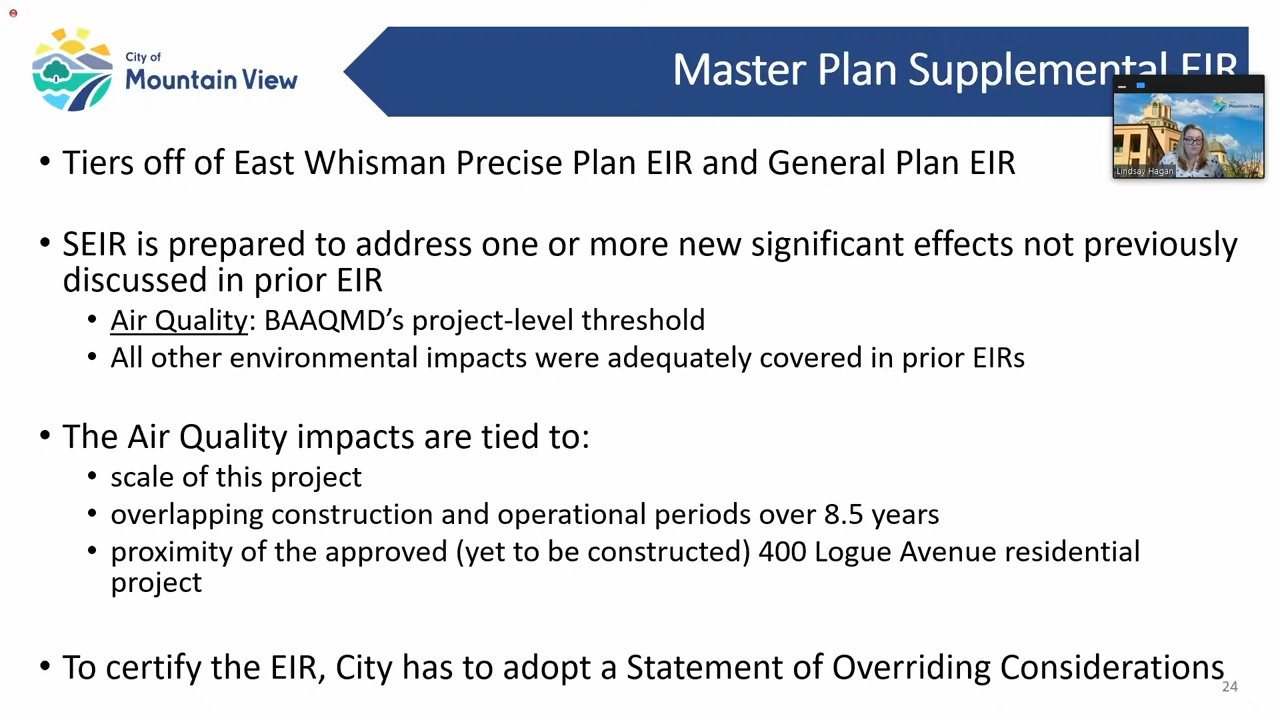 City of
Mountain View
Master Plan Supplemental EIR
Mountain View
Lindsay Hagan
• Tiers off of East Whisman Precise Plan EIR and General Plan EIR
• SEIR is prepared to address one or more new significant effects not previously
discussed in prior EIR
• Air Quality: BAAQMD’s project-level threshold
• All other environmental impacts were adequately covered in prior EIRs
• The Air Quality impacts are tied to:
• scale of this project
• overlapping construction and operational periods over 8.5 years
• proximity of the approved (yet to be constructed) 400 Logue Avenue residential
project
• To certify the EIR, City has to adopt a Statement of Overriding Considerations
24